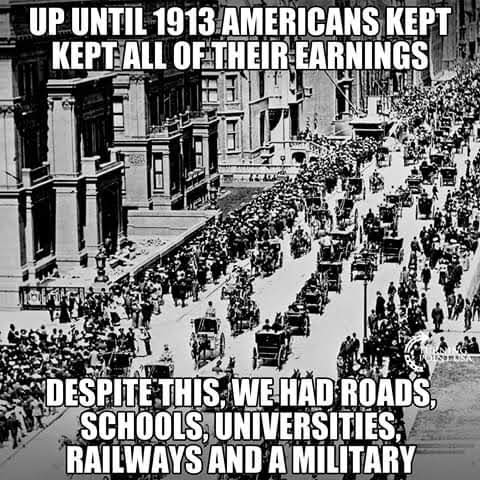 UP UNTIL 1913 AMERICANS KEPT
KEPT ALL OF THEIR EARNINGS
DESPITE THIS, WE HAD ROADS,
SCHOOLS, UNIVERSITIES,
RAILWAYS AND A MILITARY